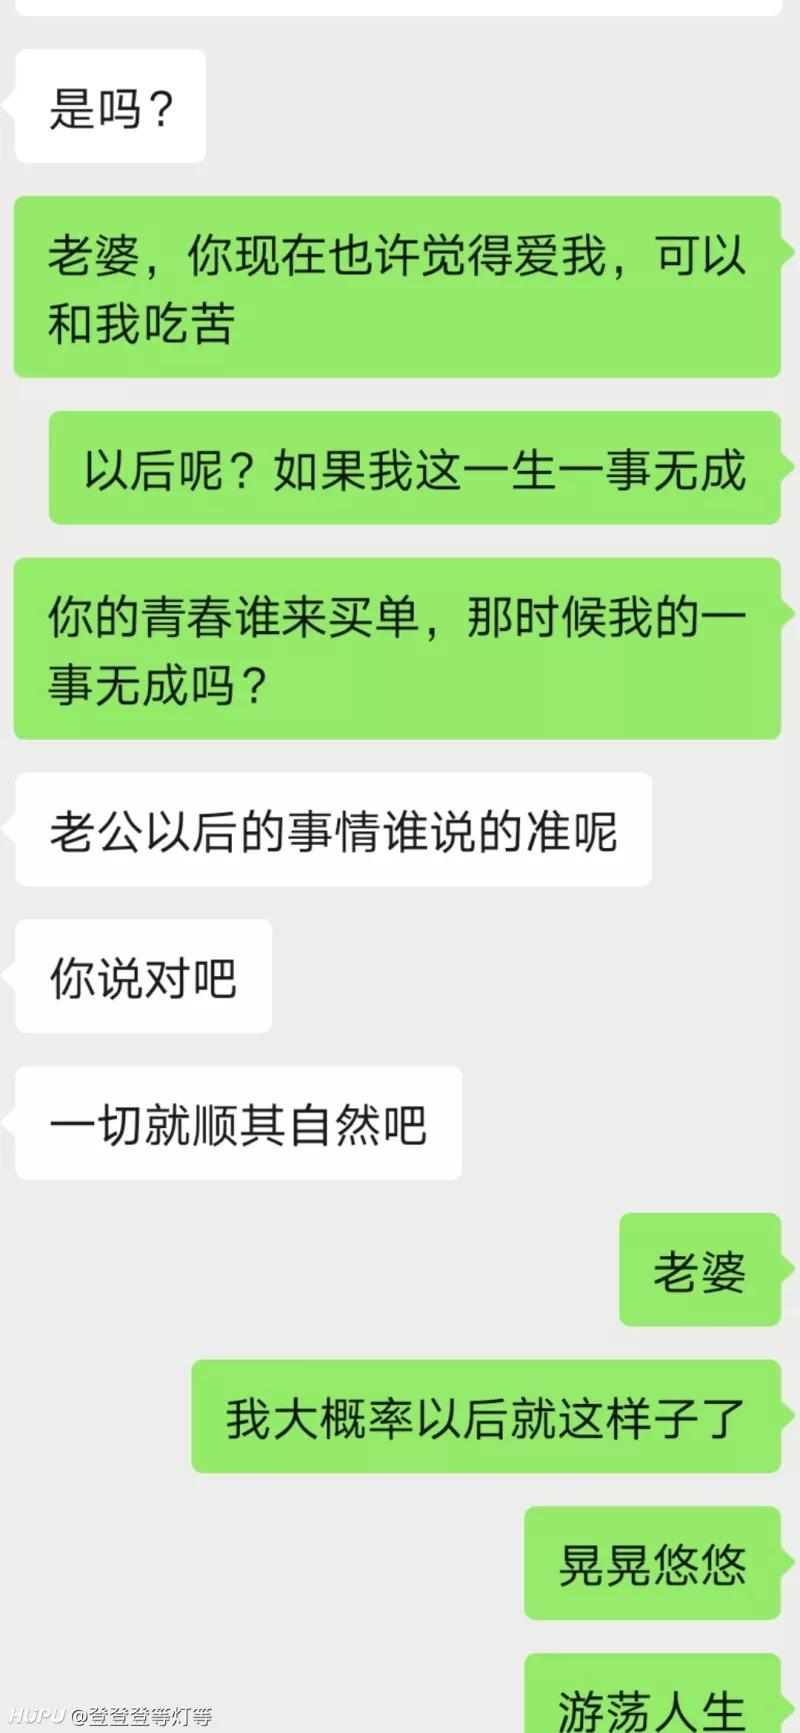 是吗？
老婆，你现在也许觉得爱我，可以
和我吃苦
以后呢？如果我这一生一事无成
你的青春谁来买单，那时候我的一
事无成吗？
老公以后的事情谁说的准呢
你说对吧
一切就顺其自然吧
老婆
我大概率以后就这样子了
晃晃悠悠
游荡人生
HUPU @登登登等灯等